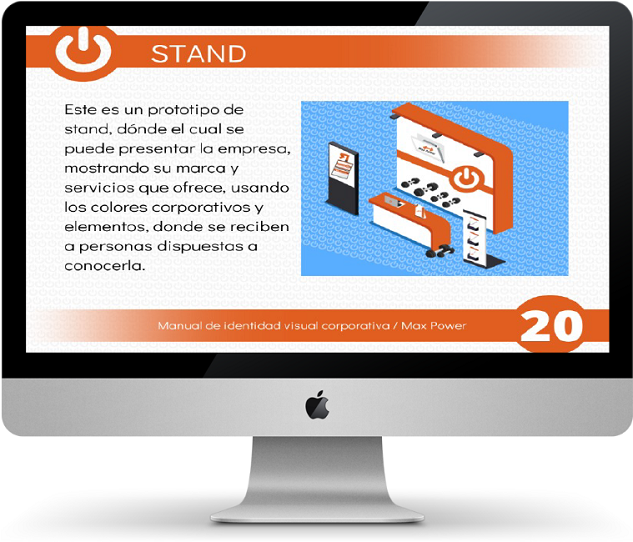 STAND
Este es un prototipo de
stand, dónde el cual se
puede presentar la empresa,
mostrando su marca y
servicios que ofrece, usando
los colores corporativos y
elementos, donde se reciben
a personas dispuestas a
conocerla.
Manual de identidad visual corporativa / Max Power
20